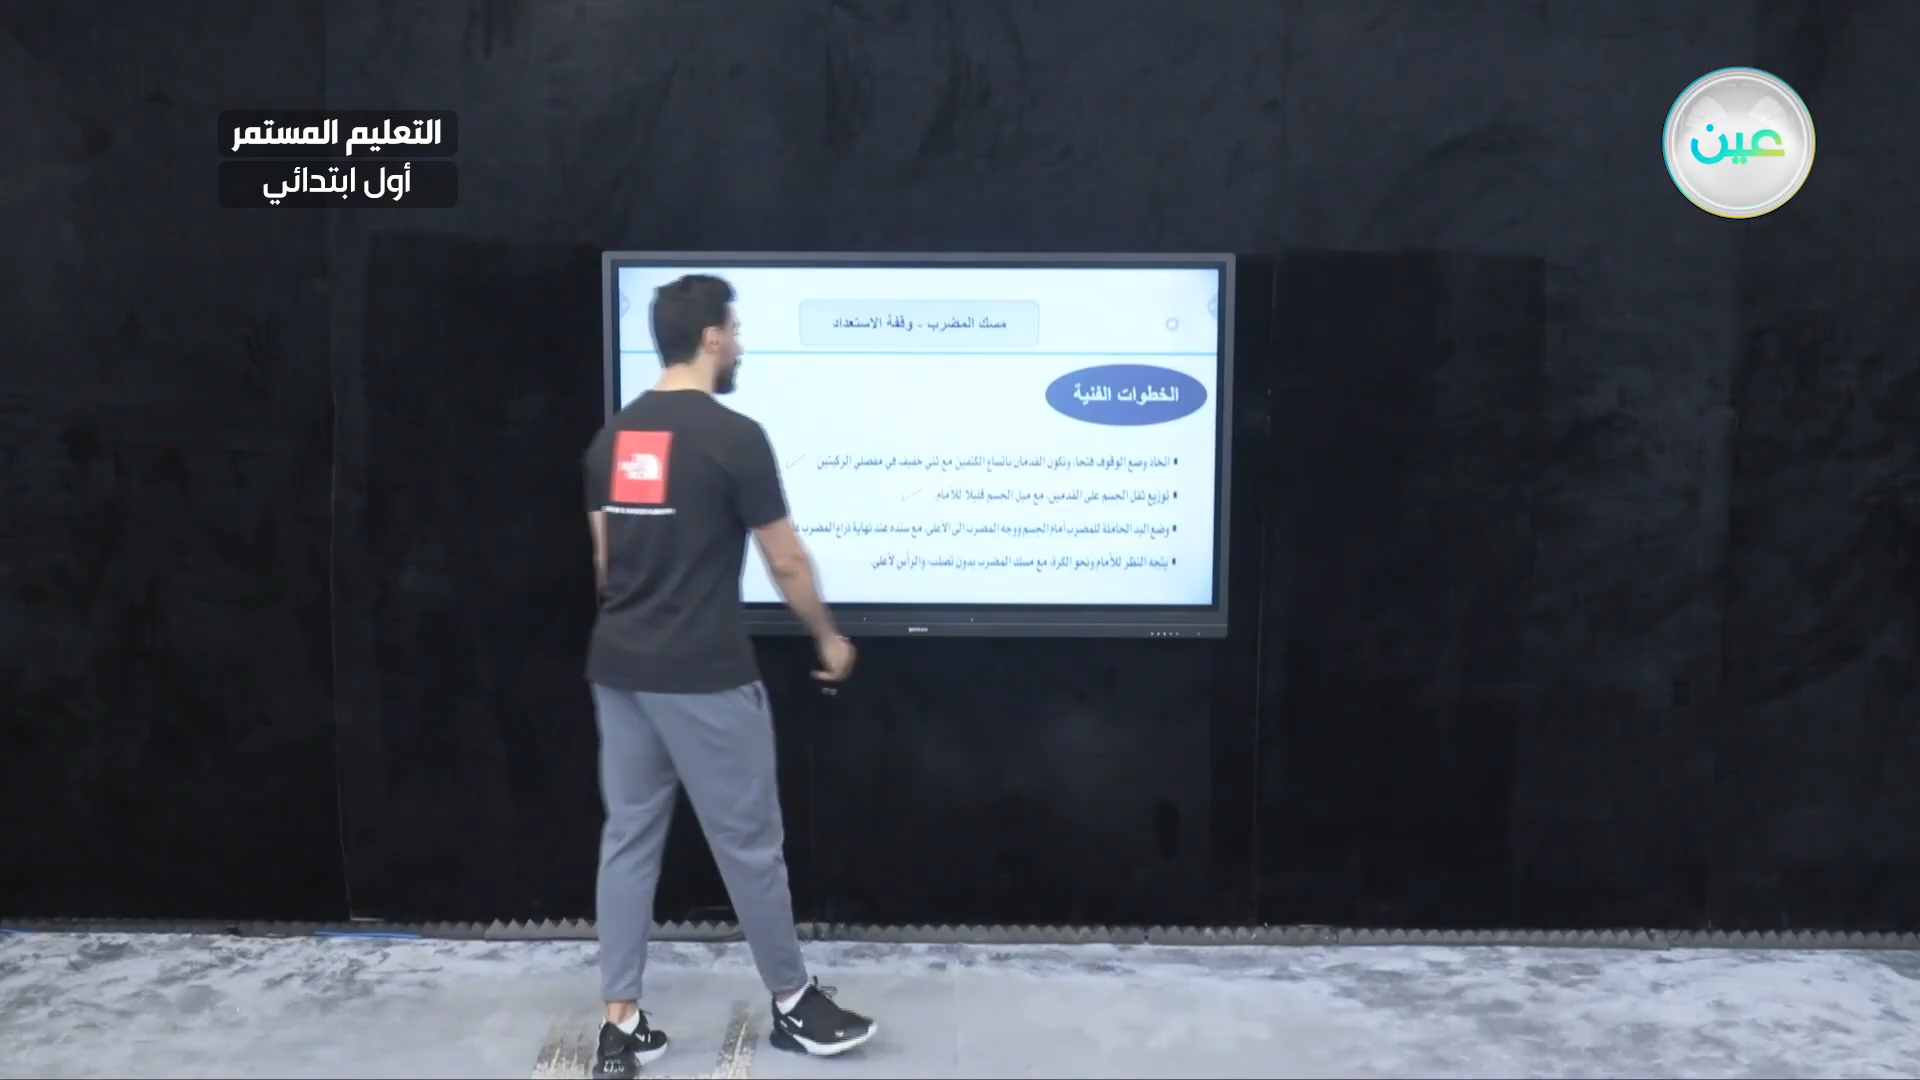 التعليم المستمر
أول ابتدائي
عين
مسك المضرب - وقفة الاستعداد
الخطوات الفنية
▪ اتخاذ وضع الوقوف فتحا، وتكون القدمان باتساع الكتفين مع ثني خفيف في مفصلي الركبتين.
▪ توزيع ثقل الجسم على القدمين، مع ميل الجسم قليلاً للأمام.
▪ وضع اليد الحاملة للمضرب أمام الجسم ووجه المضرب الى الاعلى، مع سنده عند نهاية ذراع المضرب
▪ يتجه النظر للأمام ونحو الكرة، مع مسك المضرب بدون تصلب، والرأس لأعلى.